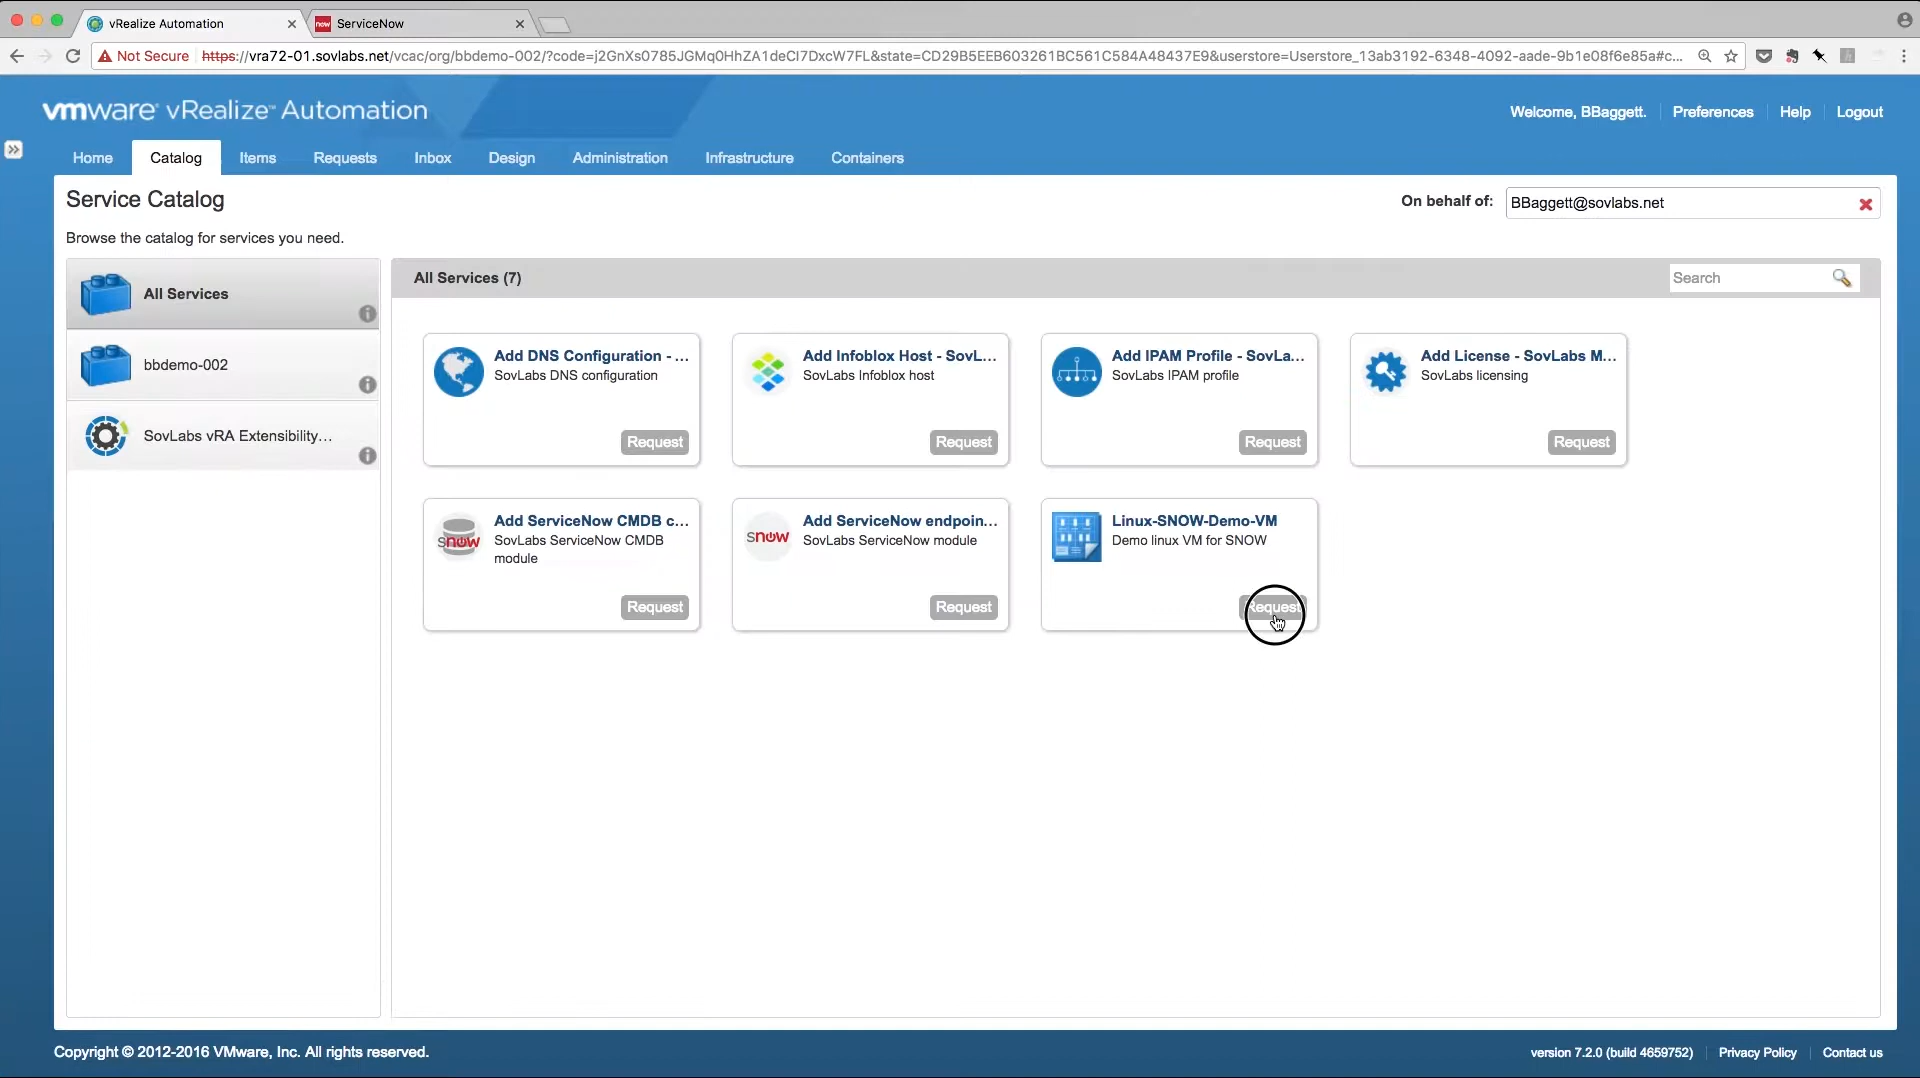 vRealize Automation
now ServiceNow
Not Secure https://vra72-01.sovlabs.net/vcac/org/bbdemo-002/?code=j2GnXs0785JGMq0HhZA1deCI7DxcW7FL&state=CD29B5EEB603261BC561C584A48437E9&userstore=Userstore_13ab3192-6348-4092-aade-9b1e08f6e85a#c...
vmware vRealize™ Automation
Welcome, BBaggett. Preferences Help Logout
Home Catalog Items Requests Inbox Design Administration Infrastructure Containers
Service Catalog
On behalf of: BBaggett@sovlabs.net
Browse the catalog for services you need.
All Services
bbdemo-002
SovLabs vRA Extensibility...
All Services (7)
Search
Add DNS Configuration - ...
SovLabs DNS configuration
Request
Add Infoblox Host - SovL...
SovLabs Infoblox host
Request
Add IPAM Profile - SovLa...
SovLabs IPAM profile
Request
Add License - SovLabs M...
SovLabs licensing
Request
snow
Add ServiceNow CMDB c...
SovLabs ServiceNow CMDB
module
Request
snow
Add ServiceNow endpoin...
SovLabs ServiceNow module
Request
Linux-SNOW-Demo-VM
Demo linux VM for SNOW
Request
Copyright © 2012-2016 VMware, Inc. All rights reserved.
version 7.2.0 (build 4659752) Privacy Policy Contact us